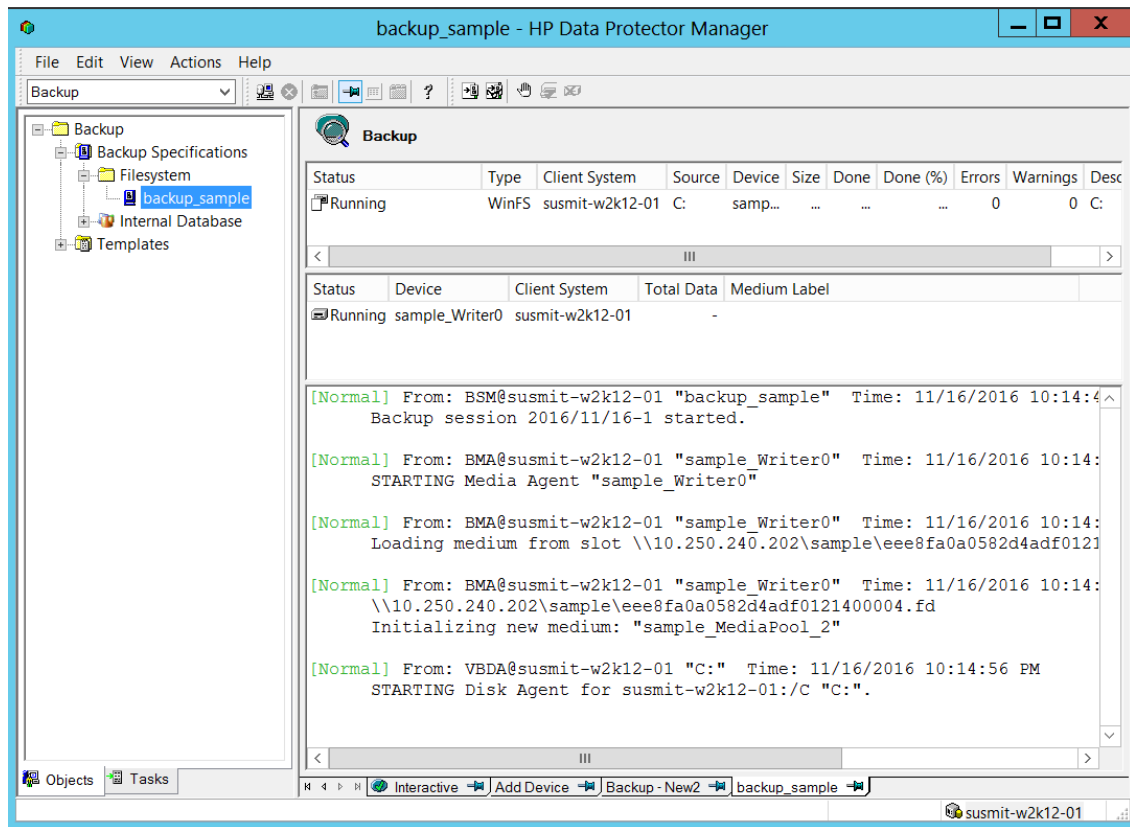 backup_sample - HP Data Protector Manager
File Edit View Actions Help
Backup
Backup
Backup Specifications
Filesystem
backup_sample
Internal Database
Templates
Objects Tasks
Backup
Status Type Client System Source Device Size Done Done (%) Errors Warnings Desc
Running WinFS susmit-w2k12-01 C: samp... ... ... ... 0 0 C:
Status Device Client System Total Data Medium Label
Running sample_Writer0 susmit-w2k12-01 -
[Normal] From: BSM@susmit-w2k12-01 "backup_sample" Time: 11/16/2016 10:14:4
Backup session 2016/11/16-1 started.
[Normal] From: BMA@susmit-w2k12-01 "sample_Writer0" Time: 11/16/2016 10:14:
STARTING Media Agent "sample_Writer0"
[Normal] From: BMA@susmit-w2k12-01 "sample_Writer0" Time: 11/16/2016 10:14:
Loading medium from slot \\10.250.240.202\sample\eee8fa0a0582d4adf0121
[Normal] From: BMA@susmit-w2k12-01 "sample_Writer0" Time: 11/16/2016 10:14:
\\10.250.240.202\sample\eee8fa0a0582d4adf0121400004.fd
Initializing new medium: "sample_MediaPool_2"
[Normal] From: VBDA@susmit-w2k12-01 "C:" Time: 11/16/2016 10:14:56 PM
STARTING Disk Agent for susmit-w2k12-01:/C "C:".
Interactive Add Device Backup - New2 backup_sample
susmit-w2k12-01